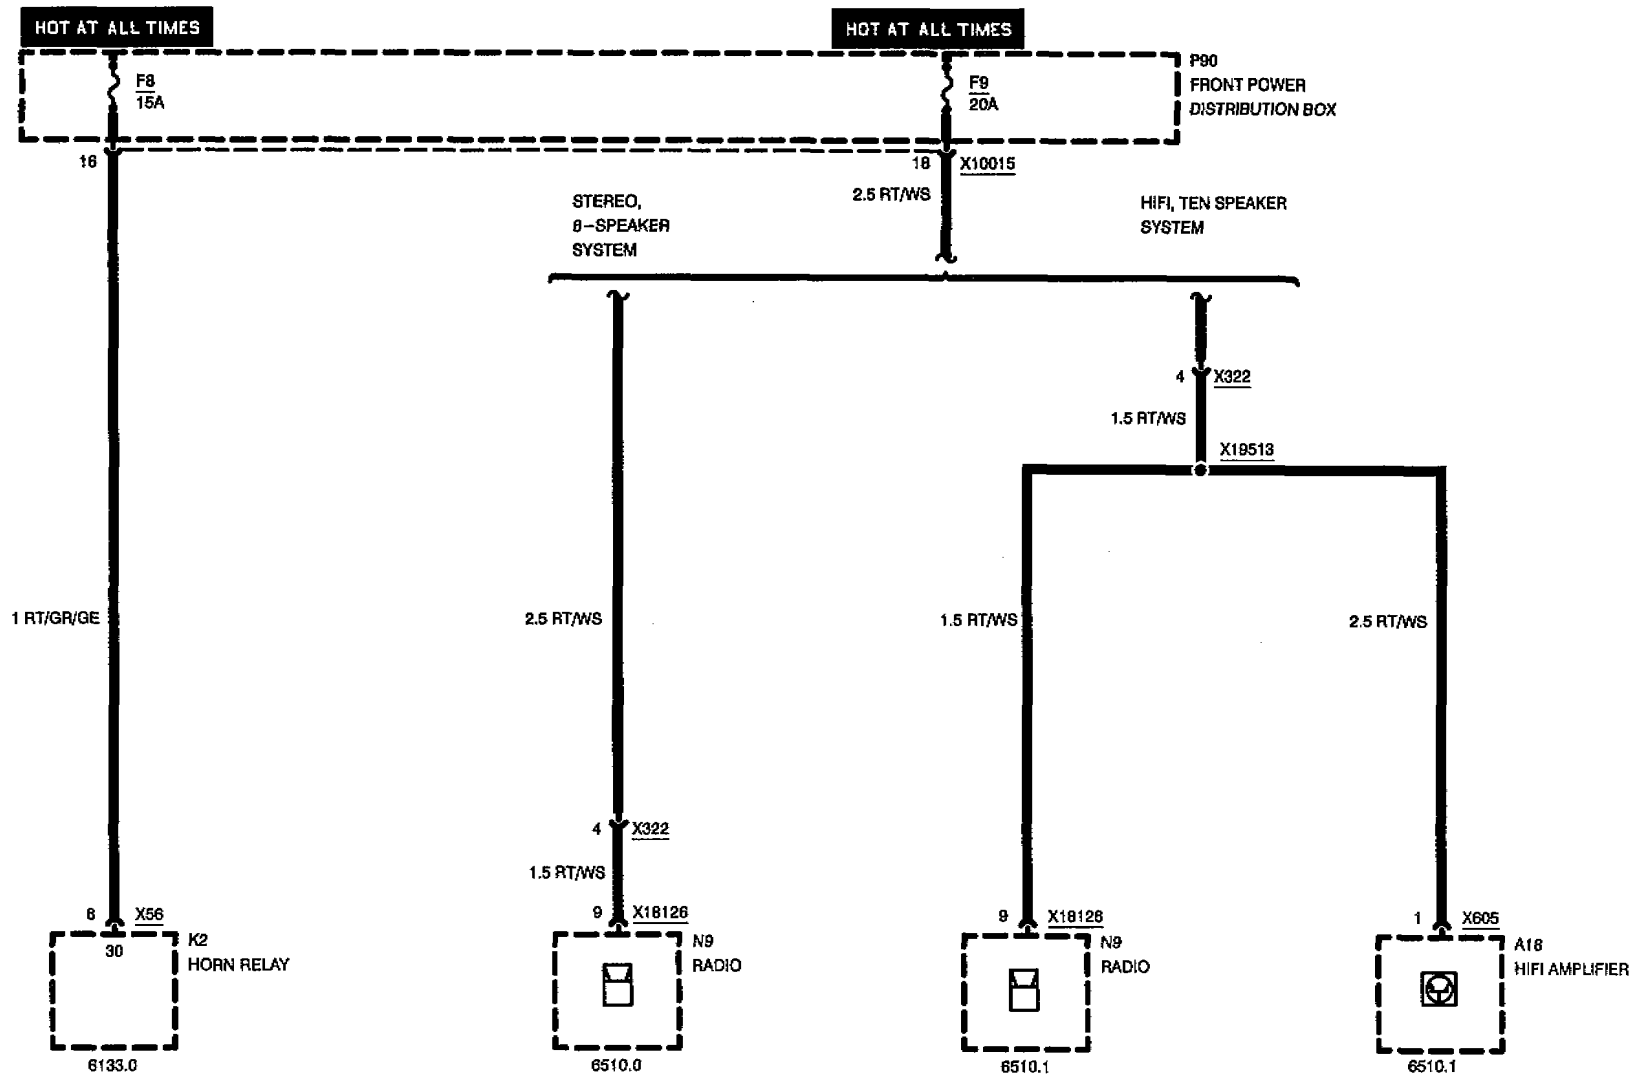 HOT AT ALL TIMES
HOT AT ALL TIMES
F8
15A
F9
20A
P90
FRONT POWER
DISTRIBUTION BOX
16
18
X10015
2.5 RT/WS
STEREO,
8-SPEAKER
SYSTEM
HIFI, TEN SPEAKER
SYSTEM
4
X322
1.5 RT/WS
X19513
1 RT/GR/GE
2.5 RT/WS
1.5 RT/WS
2.5 RT/WS
4
X322
1.5 RT/WS
8
X56
9
X18126
9
X18126
1
X605
30
K2
HORN RELAY
N9
RADIO
N9
RADIO
A18
HIFI AMPLIFIER
6133.0
6510.0
6510.1
6510.1